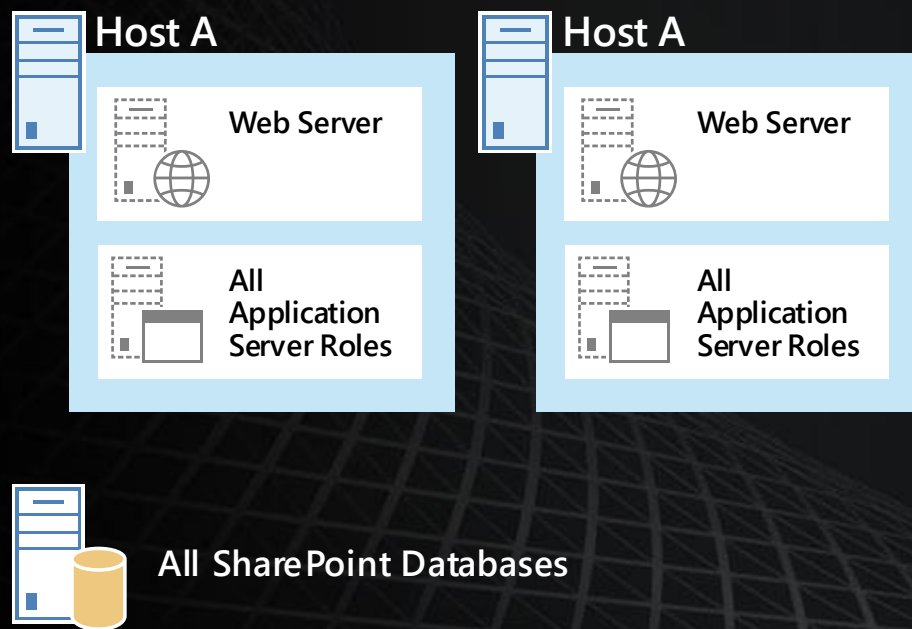 Host A
Web Server
All
Application
Server Roles
Host A
Web Server
All
Application
Server Roles
All SharePoint Databases